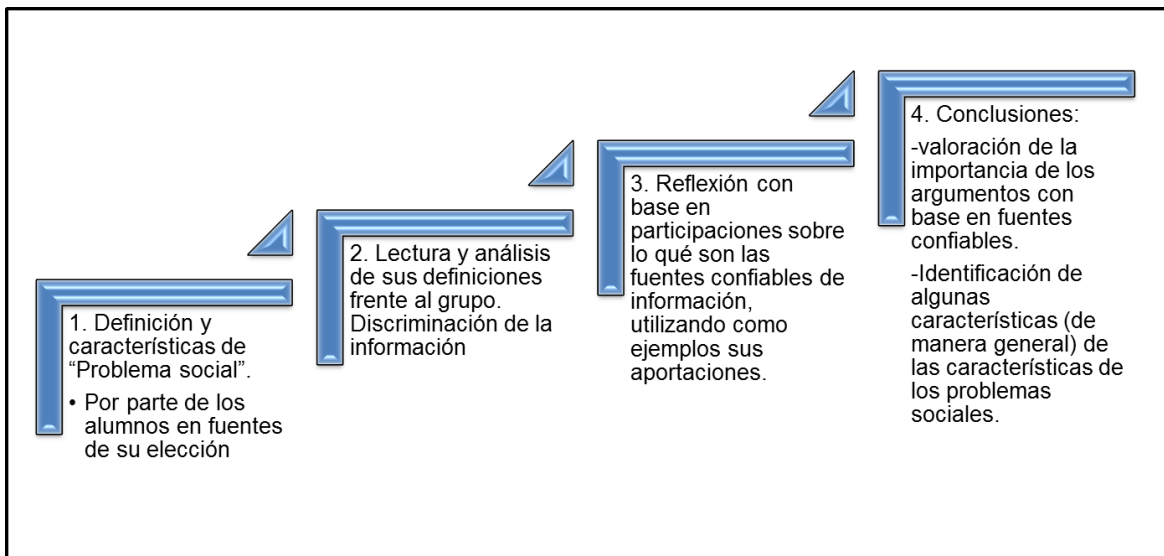 1. Definición y
características de
“Problema social”.
• Por parte de los
alumnos en fuentes
de su elección
2. Lectura y análisis
de sus definiciones
frente al grupo.
Discriminación de la
información
3. Reflexión con
base en
participaciones sobre
lo qué son las
fuentes confiables de
información,
utilizando como
ejemplos sus
aportaciones.
4. Conclusiones:
-valoración de la
importancia de los
argumentos con
base en fuentes
confiables.
-Identificación de
algunas
características (de
manera general) de
las características de
los problemas
sociales.